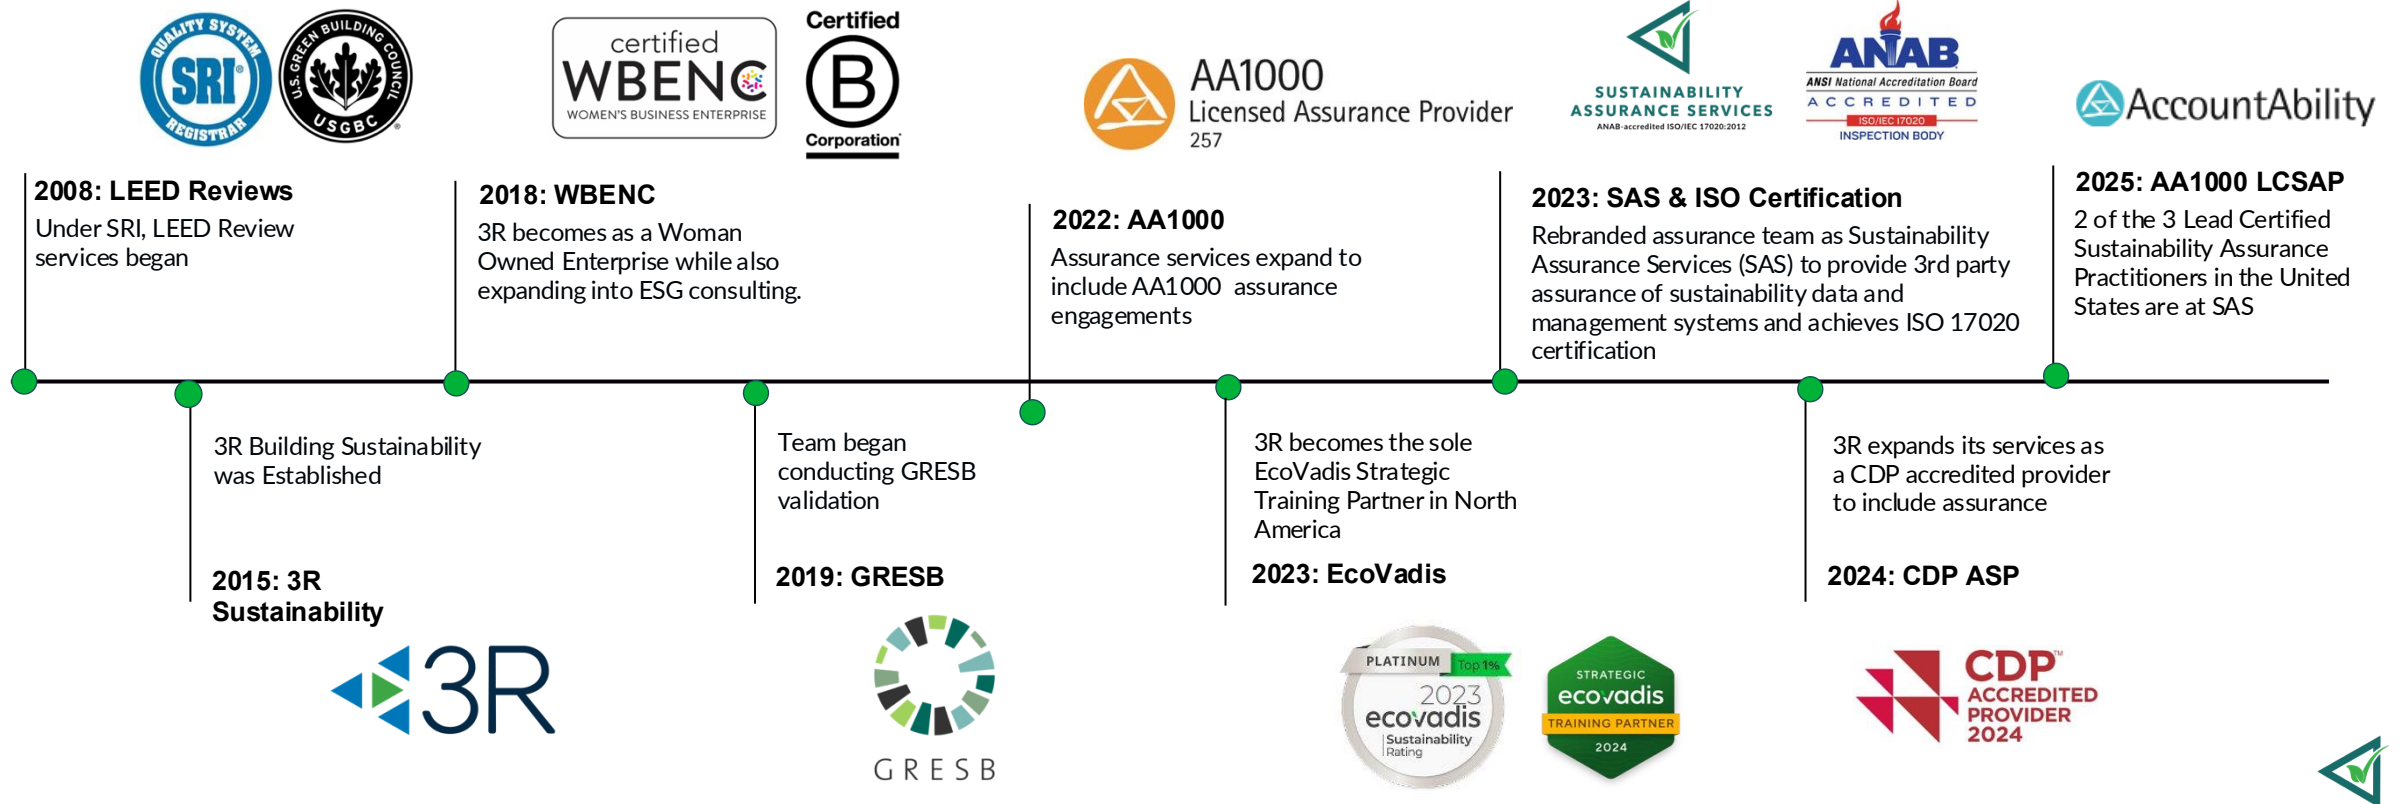 QUALITY SYSTEM
SRI®
REGISTRAR
U.S. GREEN BUILDING COUNCIL
USGBC
®
certified
WBENC
WOMEN'S BUSINESS ENTERPRISE
Certified
B
Corporation
AA1000
Licensed Assurance Provider
257
SUSTAINABILITY
ASSURANCE SERVICES
ANAB-accredited ISO/IEC 17020:2012
ANAB
ANSI National Accreditation Board
ACCREDITED
ISO/IEC 17020
INSPECTION BODY
AccountAbility
2008: LEED Reviews
Under SRI, LEED Review
services began
2018: WBENC
3R becomes as a Woman
Owned Enterprise while also
expanding into ESG consulting.
2022: AA1000
Assurance services expand to
include AA1000 assurance
engagements
2023: SAS & ISO Certification
Rebranded assurance team as Sustainability
Assurance Services (SAS) to provide 3rd party
assurance of sustainability data and
management systems and achieves ISO 17020
certification
2025: AA1000 LCSAP
2 of the 3 Lead Certified
Sustainability Assurance
Practitioners in the United
States are at SAS
3R Building Sustainability
was Established
2015: 3R
Sustainability
3R
Team began
conducting GRESB
validation
2019: GRESB
GRESB
3R becomes the sole
EcoVadis Strategic
Training Partner in North
America
2023: EcoVadis
PLATINUM Top 1%
2023
ecovadis
Sustainability
Rating
STRATEGIC
ecovadis
TRAINING PARTNER
2024
3R expands its services as
a CDP accredited provider
to include assurance
2024: CDP ASP
CDP™
ACCREDITED
PROVIDER
2024